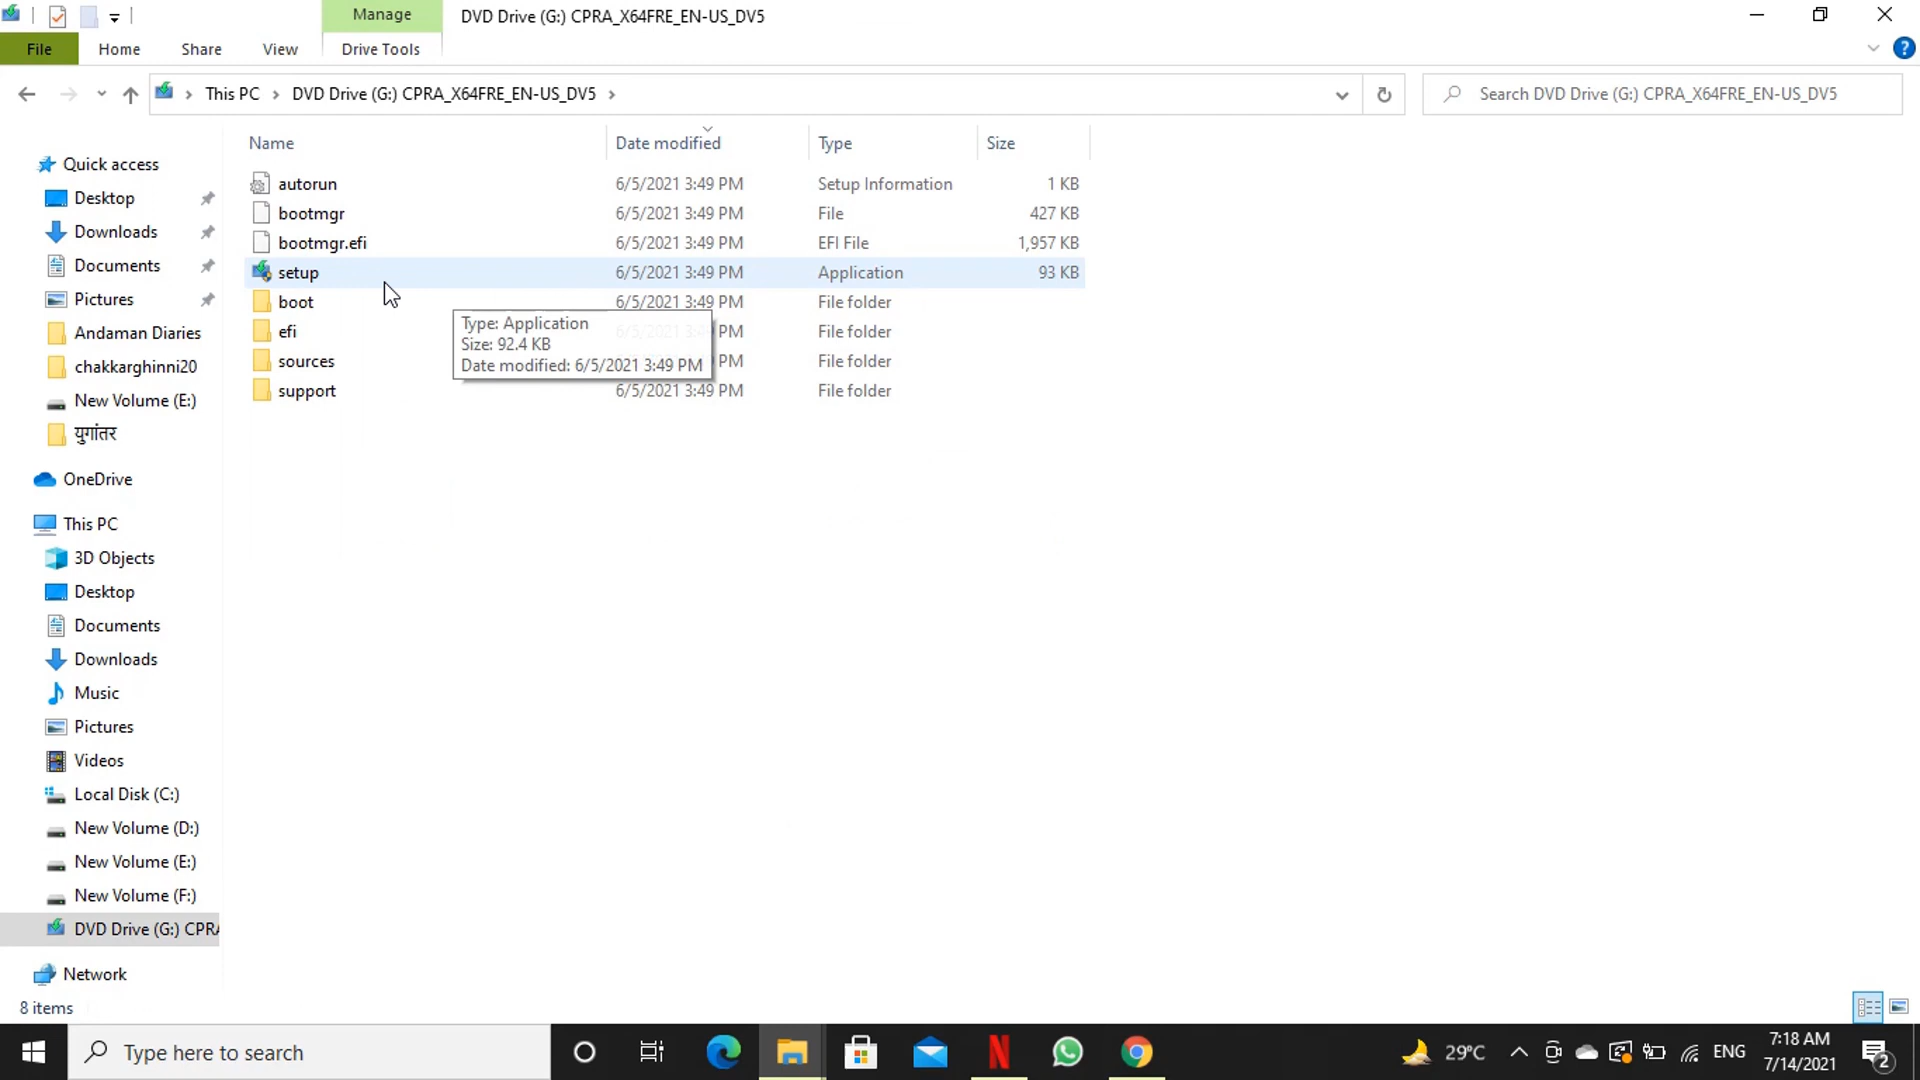 Manage
DVD Drive (G:) CPRA_X64FRE_EN-US_DV5
File
Home
Share
View
Drive Tools
This PC
DVD Drive (G:) CPRA_X64FRE_EN-US_DV5
Search DVD Drive (G:) CPRA_X64FRE_EN-US_DV5
Name
Date modified
Type
Size
autorun 6/5/2021 3:49 PM Setup Information 1 KB
bootmgr 6/5/2021 3:49 PM File 427 KB
bootmgr.efi 6/5/2021 3:49 PM EFI File 1,957 KB
setup 6/5/2021 3:49 PM Application 93 KB
boot 6/5/2021 3:49 PM File folder
efi 6/5/2021 3:49 PM File folder
sources PM File folder
support 6/5/2021 3:49 PM File folder
Type: Application
Size: 92.4 KB
Date modified: 6/5/2021 3:49 PM
Quick access
Desktop
Downloads
Documents
Pictures
Andaman Diaries
chakkarghinni20
New Volume (E:)
युगांतर
OneDrive
This PC
3D Objects
Desktop
Documents
Downloads
Music
Pictures
Videos
Local Disk (C:)
New Volume (D:)
New Volume (E:)
New Volume (F:)
DVD Drive (G:) CPRA
Network
8 items
Type here to search
29°C
ENG
7:18 AM
7/14/2021
2